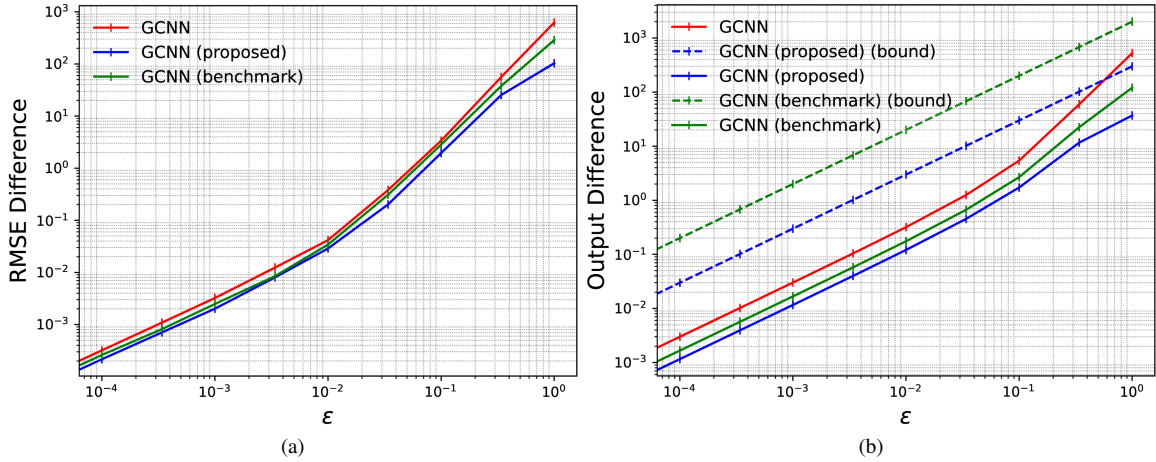 RMSE Difference
10³
10²
10¹
10⁰
10⁻¹
10⁻²
10⁻³
GCNN
GCNN (proposed)
GCNN (benchmark)
10⁻⁴ 10⁻³ 10⁻² 10⁻¹ 10⁰
ε
(a)
Output Difference
10³
10²
10¹
10⁰
10⁻¹
10⁻²
10⁻³
GCNN
GCNN (proposed) (bound)
GCNN (proposed)
GCNN (benchmark) (bound)
GCNN (benchmark)
10⁻⁴ 10⁻³ 10⁻² 10⁻¹ 10⁰
ε
(b)